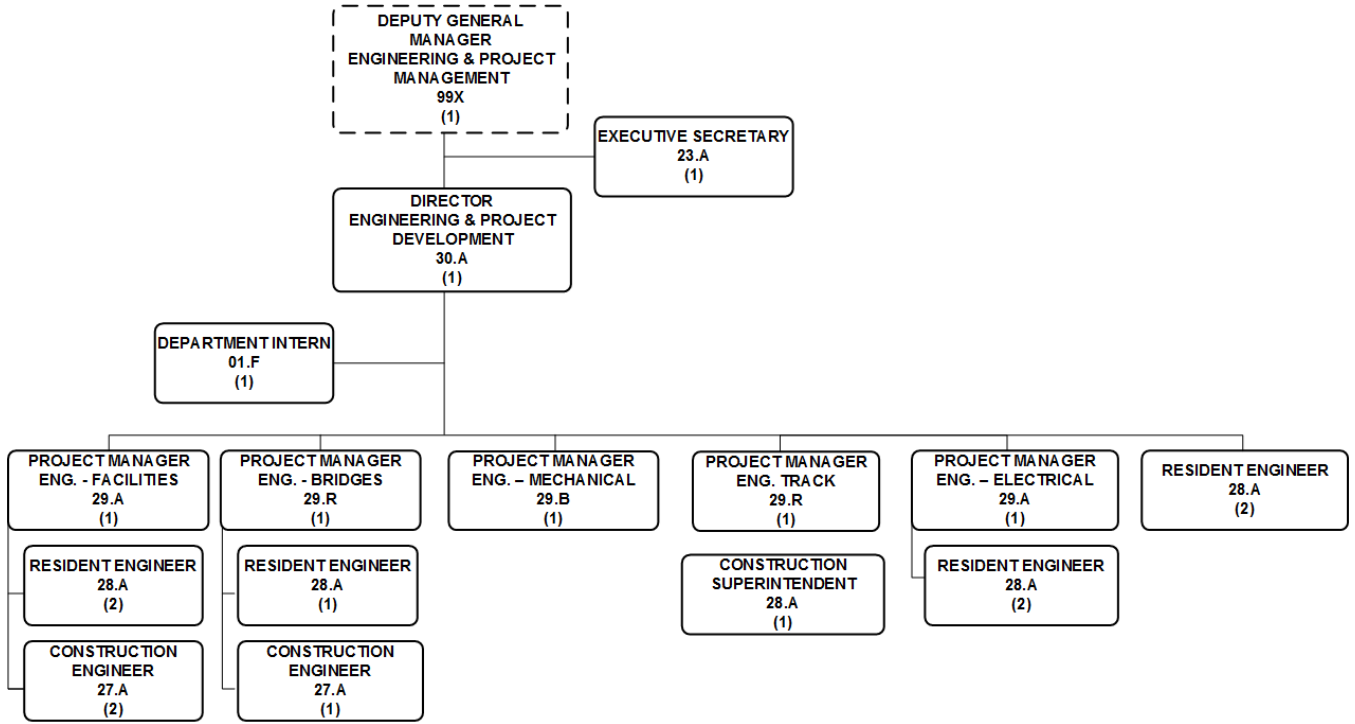 DEPUTY GENERAL
MANAGER
ENGINEERING & PROJECT
MANAGEMENT
99X
(1)
EXECUTIVE SECRETARY
23.A
(1)
DIRECTOR
ENGINEERING & PROJECT
DEVELOPMENT
30.A
(1)
DEPARTMENT INTERN
01.F
(1)
PROJECT MANAGER
ENG. - FACILITIES
29.A
(1)
RESIDENT ENGINEER
28.A
(2)
CONSTRUCTION
ENGINEER
27.A
(2)
PROJECT MANAGER
ENG. - BRIDGES
29.R
(1)
RESIDENT ENGINEER
28.A
(1)
CONSTRUCTION
ENGINEER
27.A
(1)
PROJECT MANAGER
ENG. – MECHANICAL
29.B
(1)
PROJECT MANAGER
ENG. TRACK
29.R
(1)
CONSTRUCTION
SUPERINTENDENT
28.A
(1)
PROJECT MANAGER
ENG. – ELECTRICAL
29.A
(1)
RESIDENT ENGINEER
28.A
(2)
RESIDENT ENGINEER
28.A
(2)